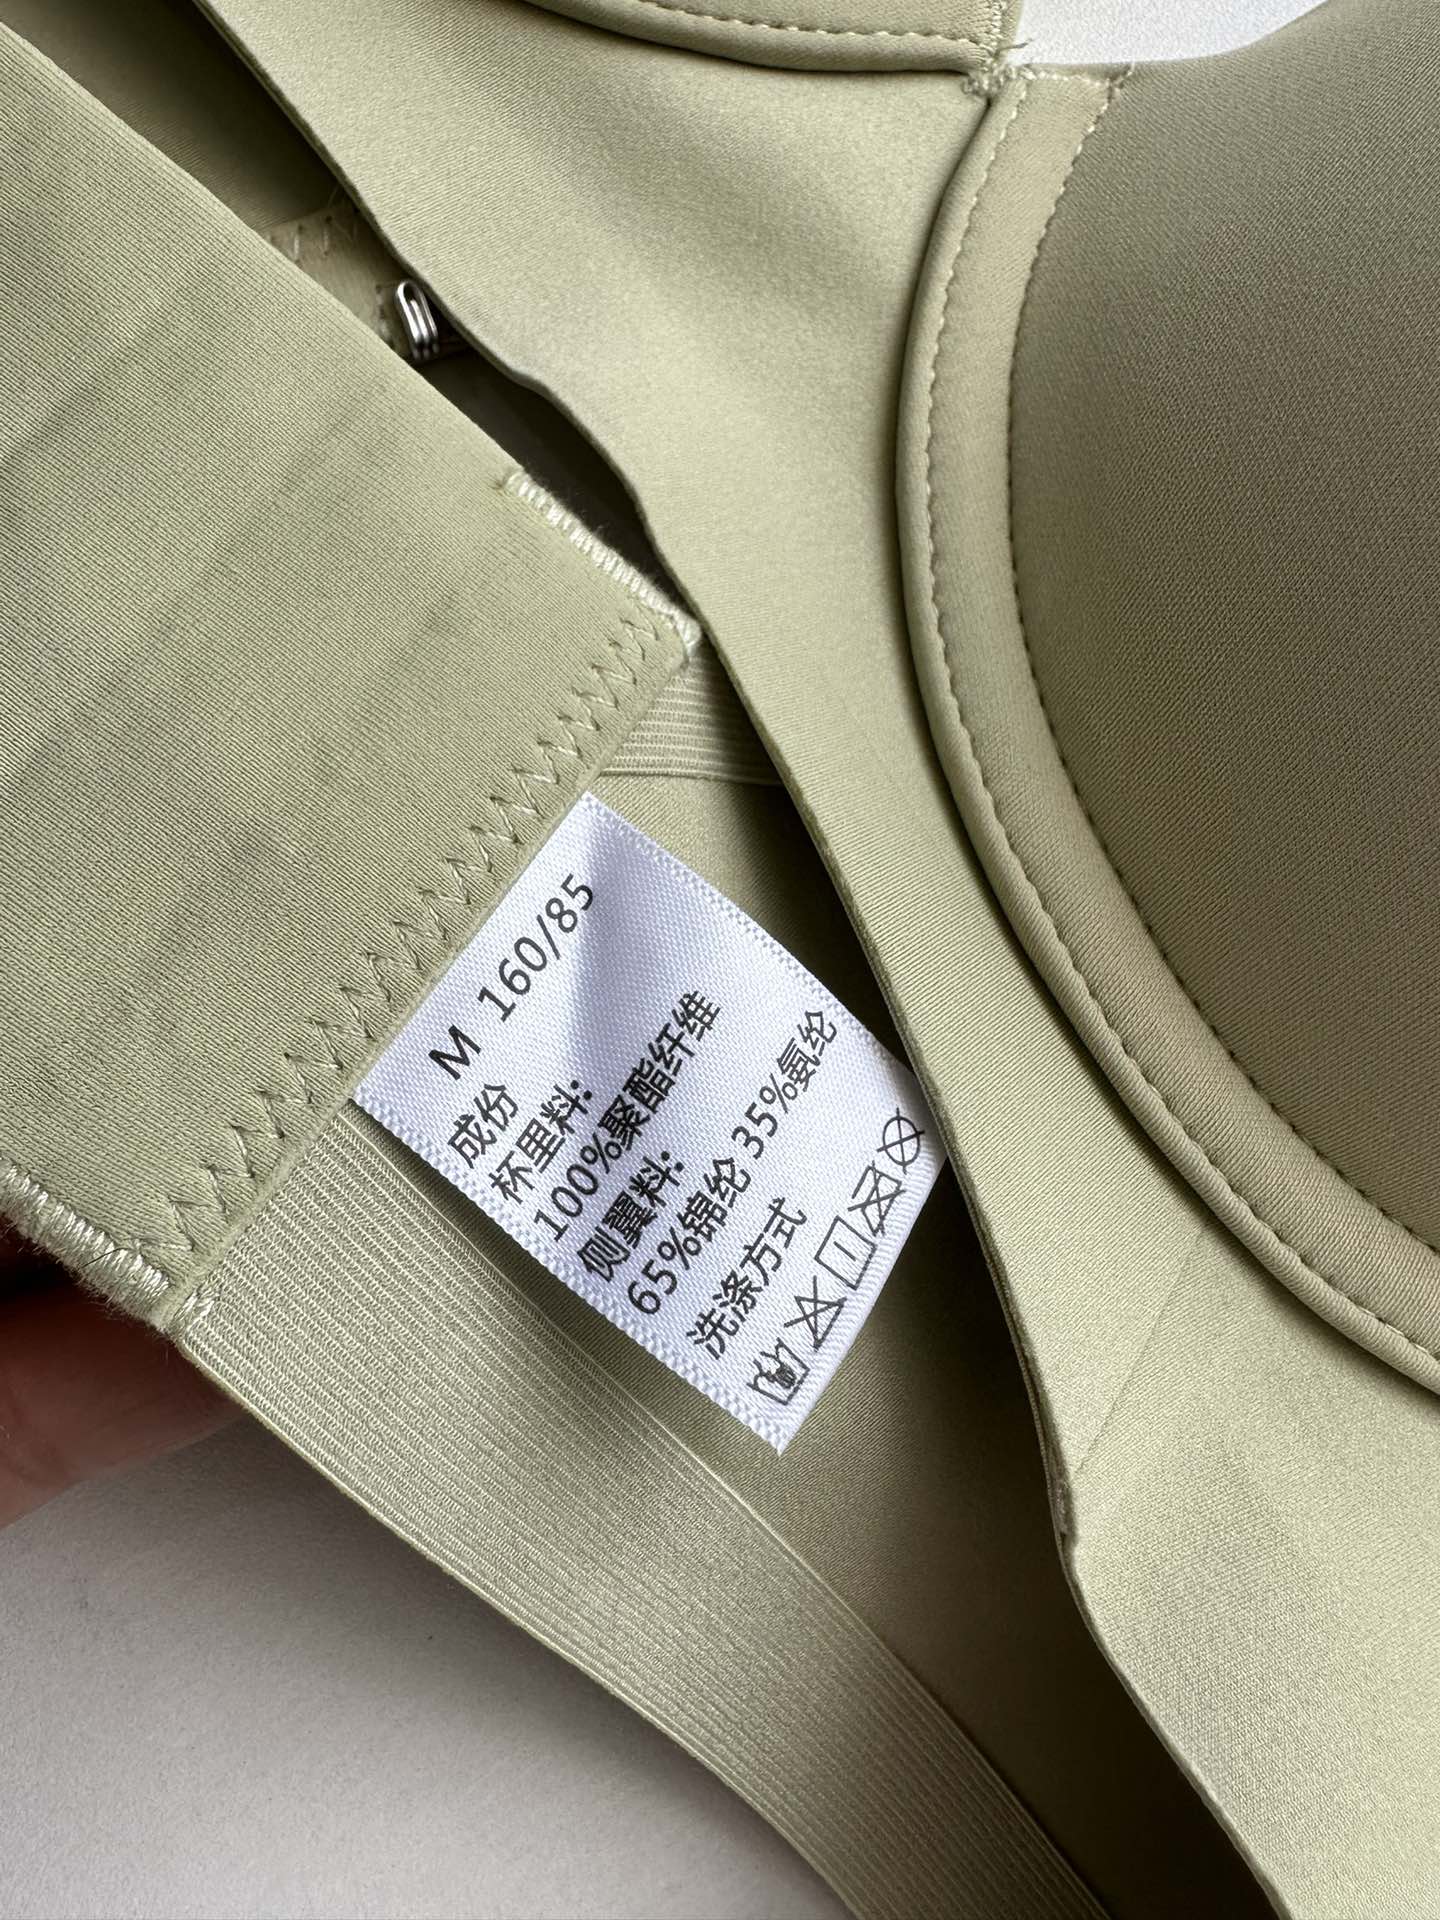 M 160/85
成份
杯里料:
100%聚酯纤维
侧翼料:
65%锦纶 35%氨纶
洗涤方式